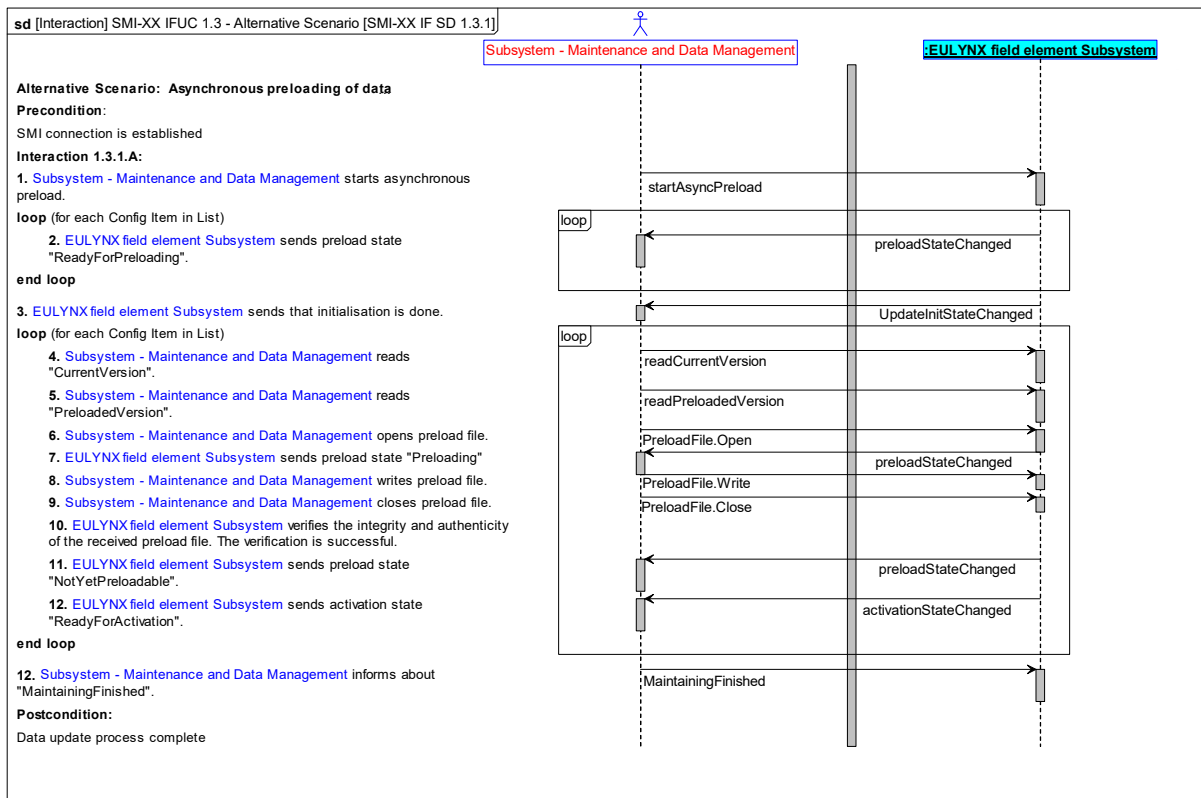 sd [Interaction] SMI-XX IFUC 1.3 - Alternative Scenario [SMI-XX IF SD 1.3.1]
Subsystem - Maintenance and Data Management
:EULYNX field element Subsystem
Alternative Scenario: Asynchronous preloading of data.
Precondition:
SMI connection is established
Interaction 1.3.1.A:
1. Subsystem - Maintenance and Data Management starts asynchronous
preload.
startAsyncPreload
loop (for each Config Item in List)
loop
2. EULYNX field element Subsystem sends preload state
"ReadyForPreloading".
preloadStateChanged
end loop
3. EULYNX field element Subsystem sends that initialisation is done.
UpdateInitStateChanged
loop (for each Config Item in List)
loop
4. Subsystem - Maintenance and Data Management reads
"CurrentVersion".
readCurrentVersion
5. Subsystem - Maintenance and Data Management reads
"PreloadedVersion".
readPreloadedVersion
6. Subsystem - Maintenance and Data Management opens preload file.
PreloadFile.Open
7. EULYNX field element Subsystem sends preload state "Preloading"
preloadStateChanged
8. Subsystem - Maintenance and Data Management writes preload file.
PreloadFile.Write
9. Subsystem - Maintenance and Data Management closes preload file.
PreloadFile.Close
10. EULYNX field element Subsystem verifies the integrity and authenticity
of the received preload file. The verification is successful.
11. EULYNX field element Subsystem sends preload state
"NotYetPreloadable".
preloadStateChanged
12. EULYNX field element Subsystem sends activation state
"ReadyForActivation".
activationStateChanged
end loop
12. Subsystem - Maintenance and Data Management informs about
"MaintainingFinished".
MaintainingFinished
Postcondition:
Data update process complete